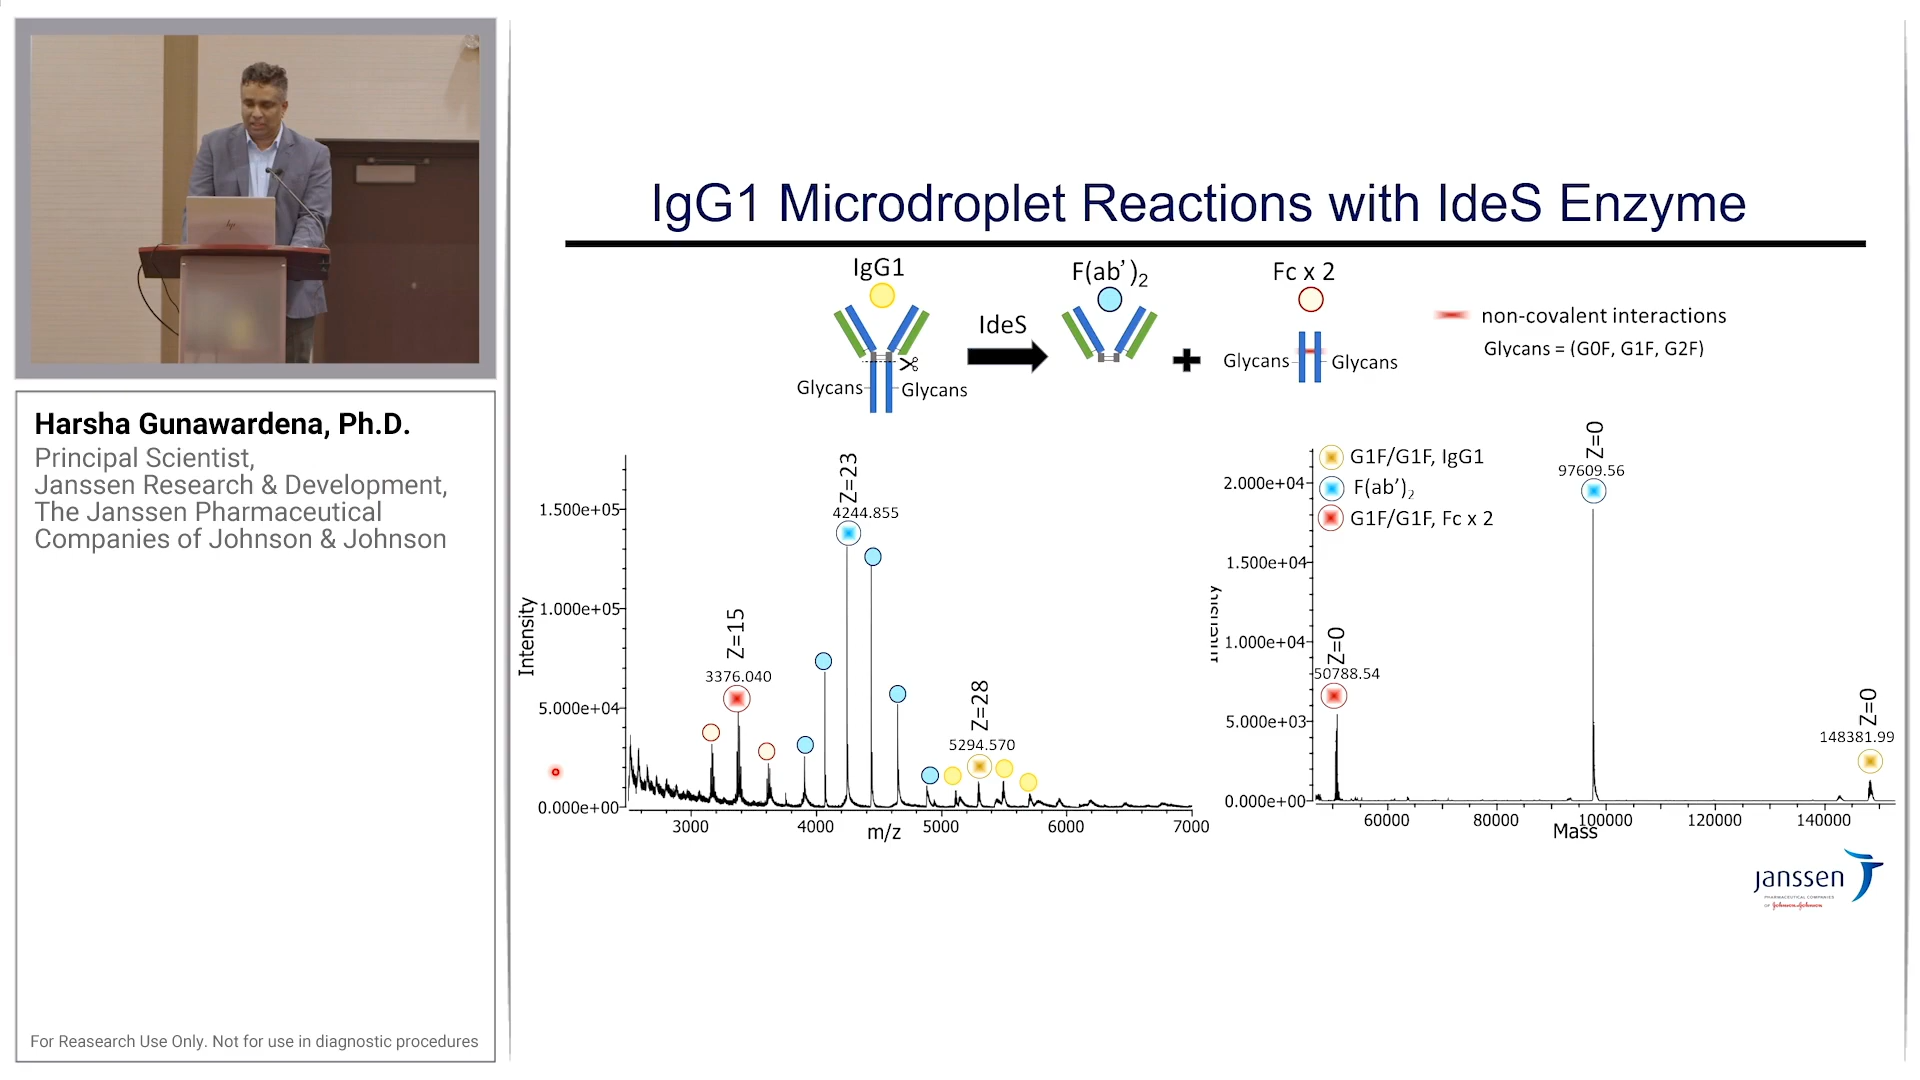 Harsha Gunawardena, Ph.D.
Principal Scientist,
Janssen Research & Development,
The Janssen Pharmaceutical
Companies of Johnson & Johnson
For Reasearch Use Only. Not for use in diagnostic procedures
IgG1 Microdroplet Reactions with IdeS Enzyme
IgG1
F(ab’)2
Fc x 2
IdeS
Glycans
Glycans
Glycans
Glycans
non-covalent interactions
Glycans = (G0F, G1F, G2F)
Intensity
1.500e+05
1.000e+05
5.000e+04
0.000e+00
Z=15
3376.040
Z=23
4244.855
Z=28
5294.570
3000
4000
5000
6000
7000
m/z
G1F/G1F, IgG1
F(ab’)2
G1F/G1F, Fc x 2
Intensity
2.000e+04
1.500e+04
1.000e+04
5.000e+03
0.000e+00
Z=0
50788.54
Z=0
97609.56
Z=0
148381.99
60000
80000
100000
120000
140000
Mass
Janssen
PHARMACEUTICAL COMPANIES
OF Johnson & Johnson